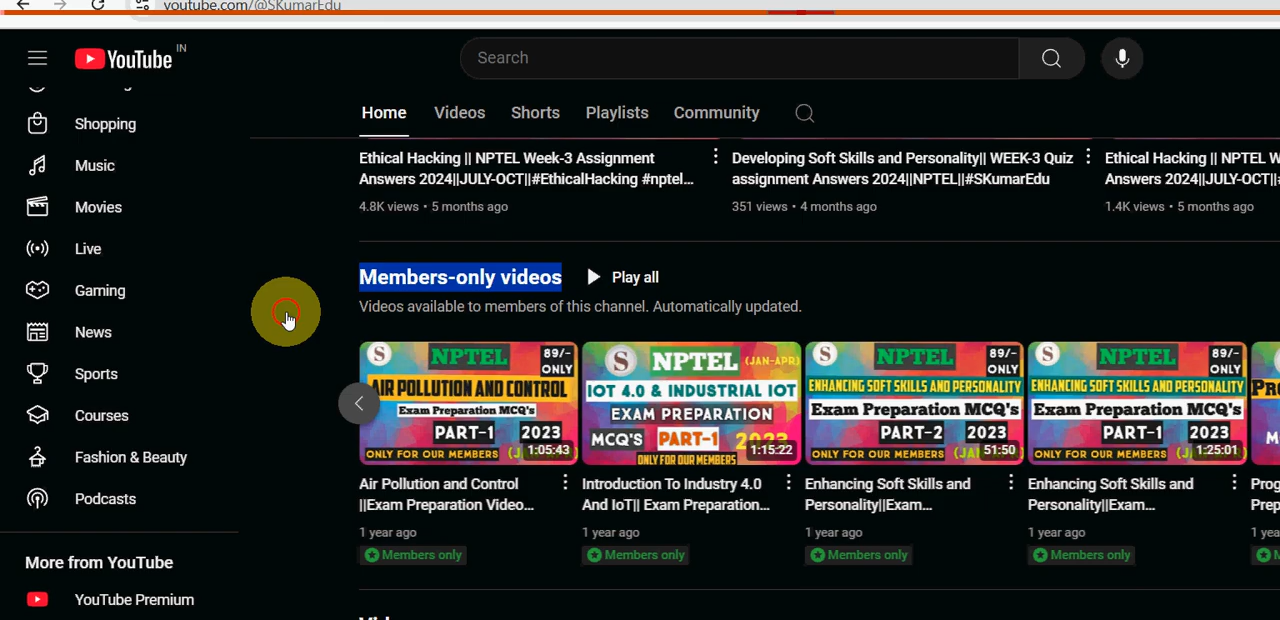 youtube.com/@SKumarEdu
YouTube IN
Search
Shopping
Music
Movies
Live
Gaming
News
Sports
Courses
Fashion & Beauty
Podcasts
More from YouTube
YouTube Premium
Home Videos Shorts Playlists Community
Ethical Hacking || NPTEL Week-3 Assignment
Answers 2024||JULY-OCT||#EthicalHacking #nptel...
4.8K views • 5 months ago
Developing Soft Skills and Personality|| WEEK-3 Quiz
assignment Answers 2024||NPTEL||#SKumarEdu
351 views • 4 months ago
Ethical Hacking || NPTEL W
Answers 2024||JULY-OCT||#
1.4K views • 5 months ago
Members-only videos Play all
Videos available to members of this channel. Automatically updated.
S NPTEL 89/-
ONLY
AIR POLLUTION AND CONTROL
Exam Preparation MCQ's
PART-1 2023
ONLY FOR OUR MEMBERS (J 1:05:43
Air Pollution and Control
||Exam Preparation Video...
1 year ago
Members only
S NPTEL (JAN-APR)
IOT 4.0 & INDUSTRIAL IOT
EXAM PREPARATION
MCQ'S PART-1 2023
ONLY FOR OUR MEMBERS 1:15:22
Introduction To Industry 4.0
And IoT|| Exam Preparation...
1 year ago
Members only
S NPTEL 89/-
ONLY
ENHANCING SOFT SKILLS AND PERSONALITY
Exam Preparation MCQ's
PART-2 2023
ONLY FOR OUR MEMBERS (JA 51:50
Enhancing Soft Skills and
Personality||Exam...
1 year ago
Members only
S NPTEL 89/-
ONLY
ENHANCING SOFT SKILLS AND PERSONALITY
Exam Preparation MCQ's
PART-1 2023
ONLY FOR OUR MEMBERS (J 1:25:01
Enhancing Soft Skills and
Personality||Exam...
1 year ago
Members only
Prog
Prep
1 yea